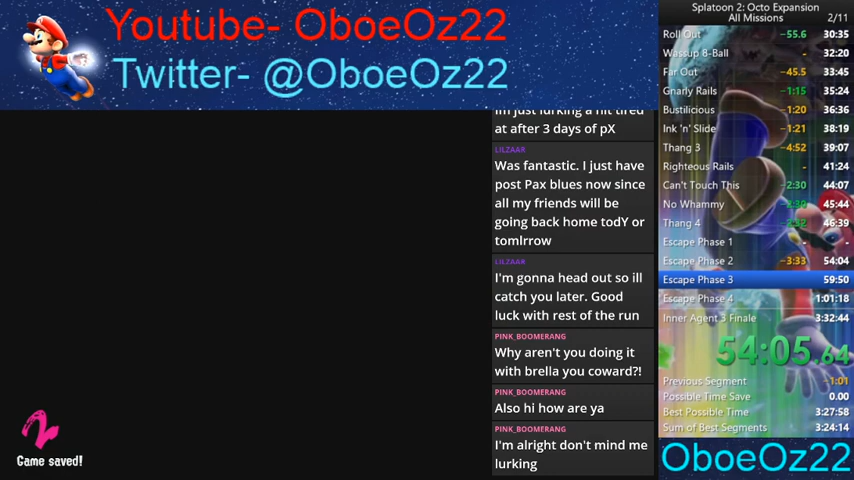 Youtube- OboeOz22
Twitter- @OboeOz22
Im just lurking a hit tired
at after 3 days of pX
LILZAAR
Was fantastic. I just have
post Pax blues now since
all my friends will be
going back home todY or
tomIrrow
LILZAAR
I'm gonna head out so ill
catch you later. Good
luck with rest of the run
PINK_BOOMERANG
Why aren't you doing it
with brella you coward?!
PINK_BOOMERANG
Also hi how are ya
PINK_BOOMERANG
I'm alright don't mind me
lurking
Game saved!
Splatoon 2: Octo Expansion
All Missions 2/11
Roll Out -55.6 30:35
Wassup 8-Ball - 32:20
Far Out -45.5 33:45
Gnarly Rails -1:15 35:24
Bustilicious -1:20 36:36
Ink 'n' Slide -1:21 38:19
Thang 3 -4:52 39:07
Righteous Rails - 41:24
Can't Touch This -2:30 44:07
No Whammy 45:44
Thang 4 -2:32 46:39
Escape Phase 1 - -
Escape Phase 2 -3:33 54:04
Escape Phase 3 59:50
Escape Phase 4 1:01:18
Inner Agent 3 Finale 3:32:44
54:05.64
Previous Segment -1:01
Possible Time Save 0.00
Best Possible Time 3:27:58
Sum of Best Segments 3:24:14
OboeOz22